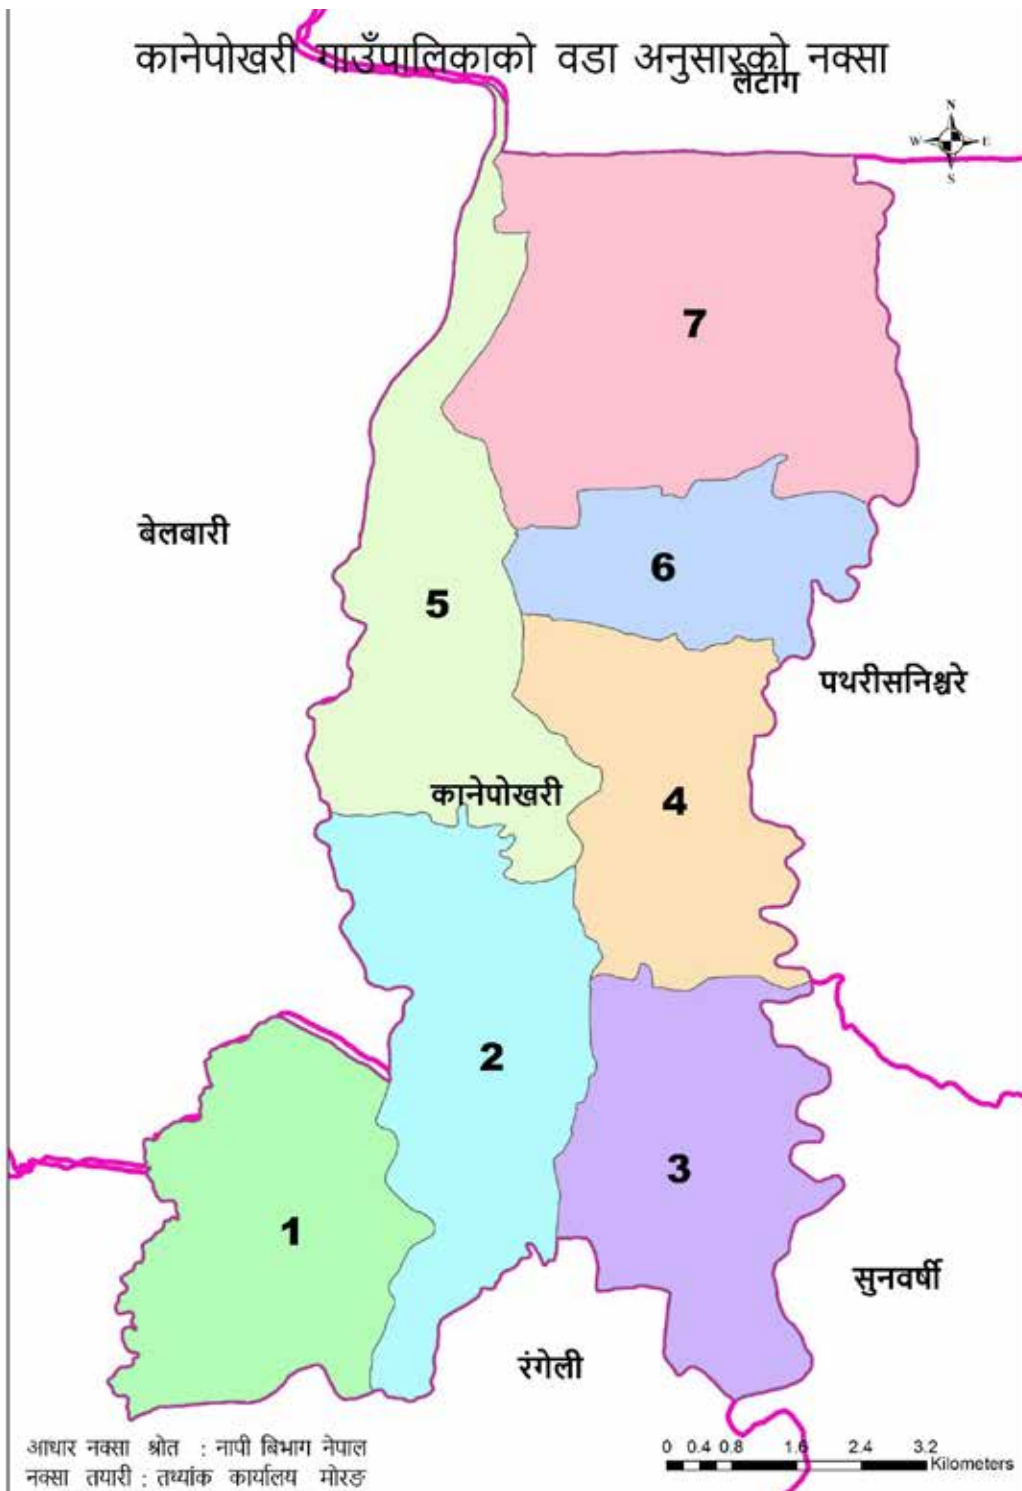 कानेपोखरी गाउँपालिकाको वडा अनुसारको नक्सा
लेटांग
N
W E
S
7
बेलबारी
6
5
पथरीसनिश्चरे
कानेपोखरी
4
2
3
1
सुनवर्षी
रंगेली
आधार नक्सा श्रोत : नापी बिभाग नेपाल
नक्सा तयारी : तथ्यांक कार्यालय मोरङ
0 0.4 0.8 1.6 2.4 3.2
Kilometers